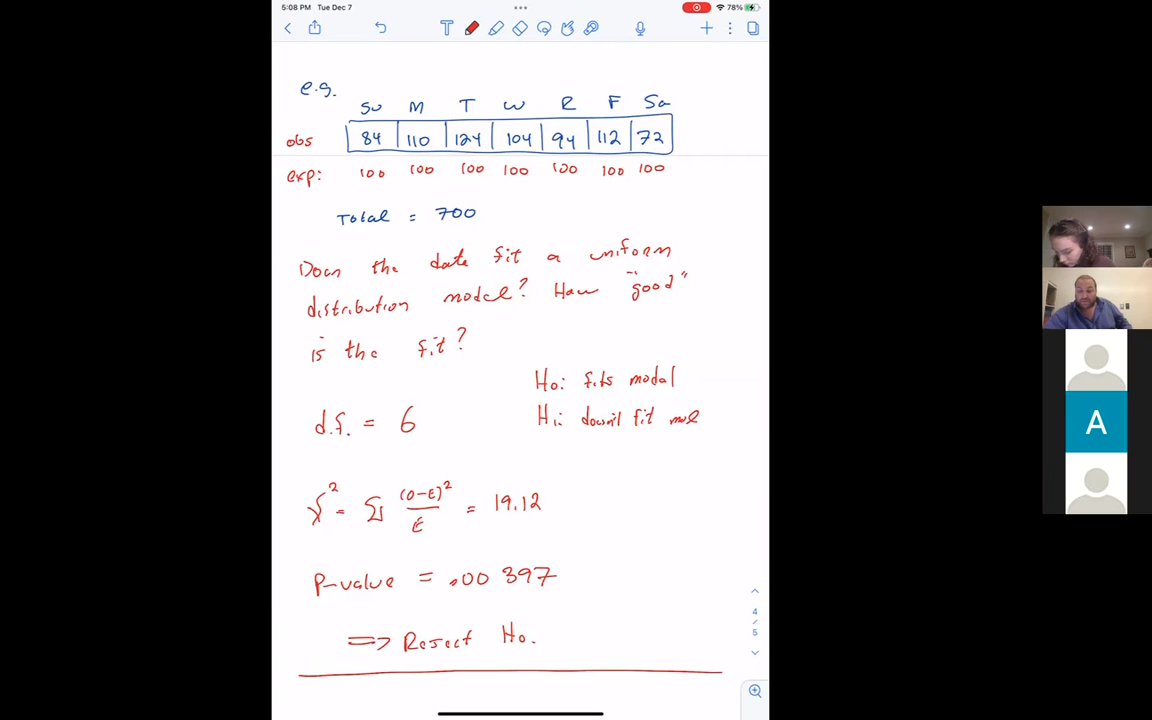 5:08 PM Tue Dec 7
78%
e.g.
Su M T W R F Sa
obs 84 110 124 104 94 112 72
exp: 100 100 100 100 100 100 100
Total = 700
Does the data fit a uniform
distribution model? How "good"
is the fit?
Ho: fits model
H1: doesn't fit
d.f. = 6
χ² = Σ (O-E)²/E = 19.12
P-value = .00397
⟹ Reject Ho.
4/5
A